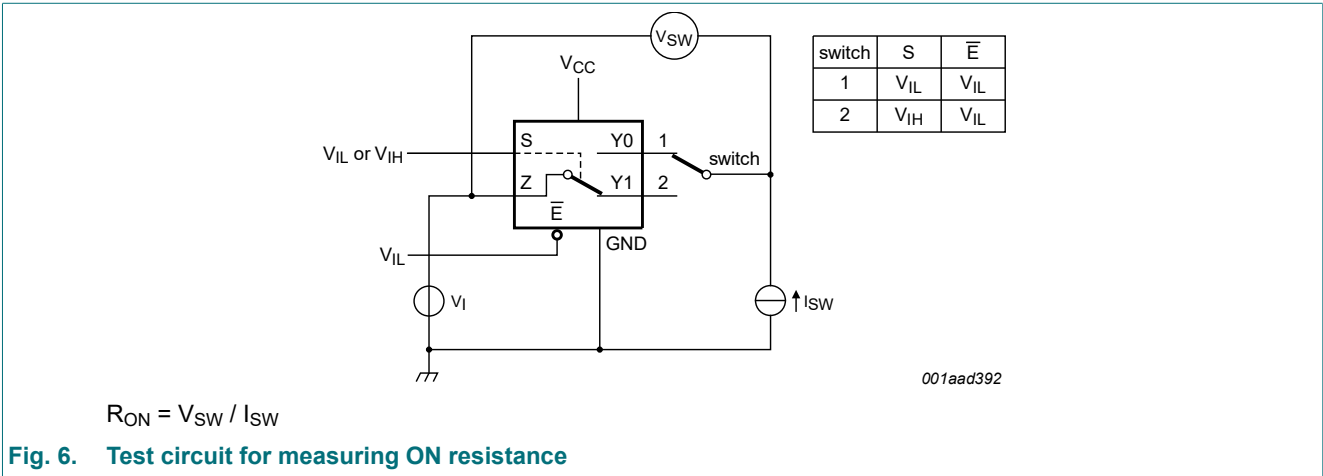 VSW
switch S E̅
1 VIL VIL
2 VIH VIL
VCC
VIL or VIH
S
Y0
1
switch
Z
Y1
2
E̅
GND
VIL
VI
ISW
001aad392
RON = VSW / ISW
Fig. 6. Test circuit for measuring ON resistance